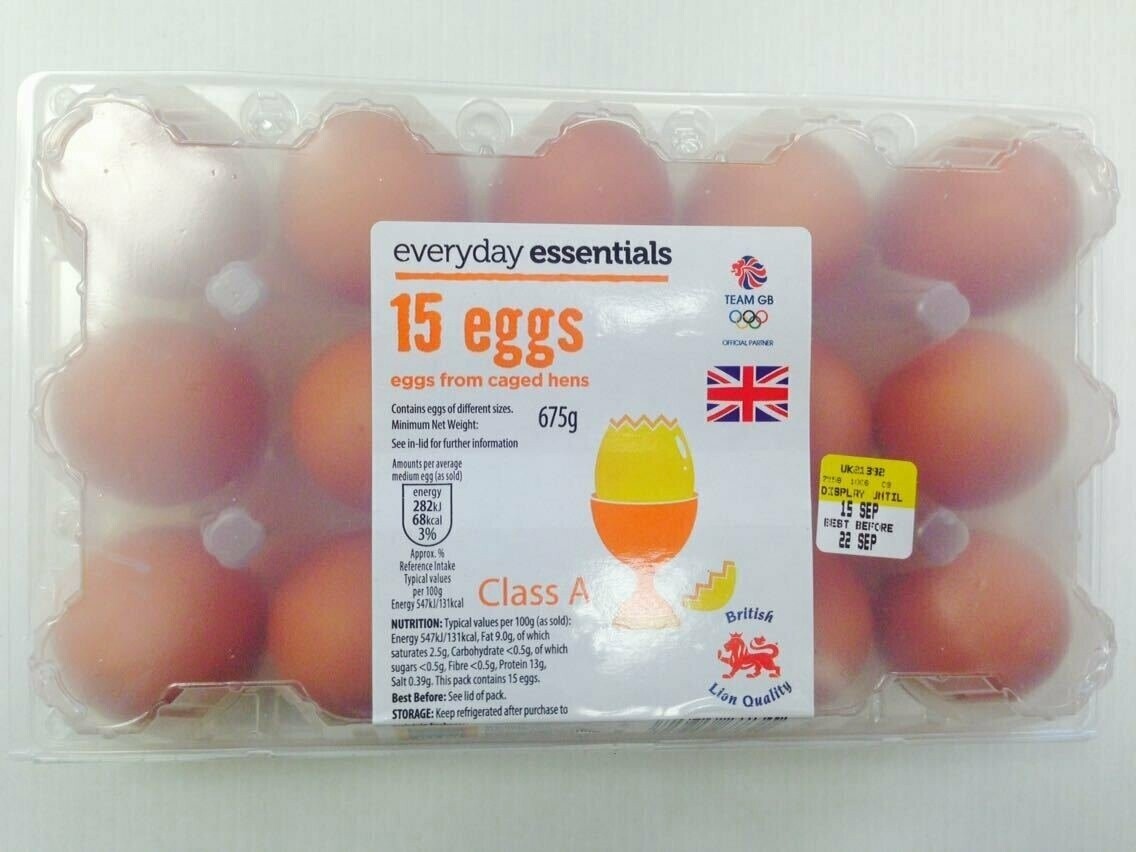 everyday essentials
15 eggs
eggs from caged hens
Contains eggs of different sizes.
Minimum Net Weight:
675g
See in-lid for further information
Amounts per average
medium egg (as sold)
energy
282kJ
68kcal
3%
Approx. %
Reference Intake
Typical values
per 100g
Energy 547kJ/131kcal
Class A
NUTRITION: Typical values per 100g (as sold):
Energy 547kJ/131kcal, Fat 9.0g, of which
saturates 2.5g, Carbohydrate <0.5g, of which
sugars <0.5g, Fibre <0.5g, Protein 13g,
Salt 0.39g. This pack contains 15 eggs.
Best Before: See lid of pack.
STORAGE: Keep refrigerated after purchase to
TEAM GB
OFFICIAL PARTNER
British
Lion Quality
UK21392
DISPLAY UNTIL
15 SEP
BEST BEFORE
22 SEP